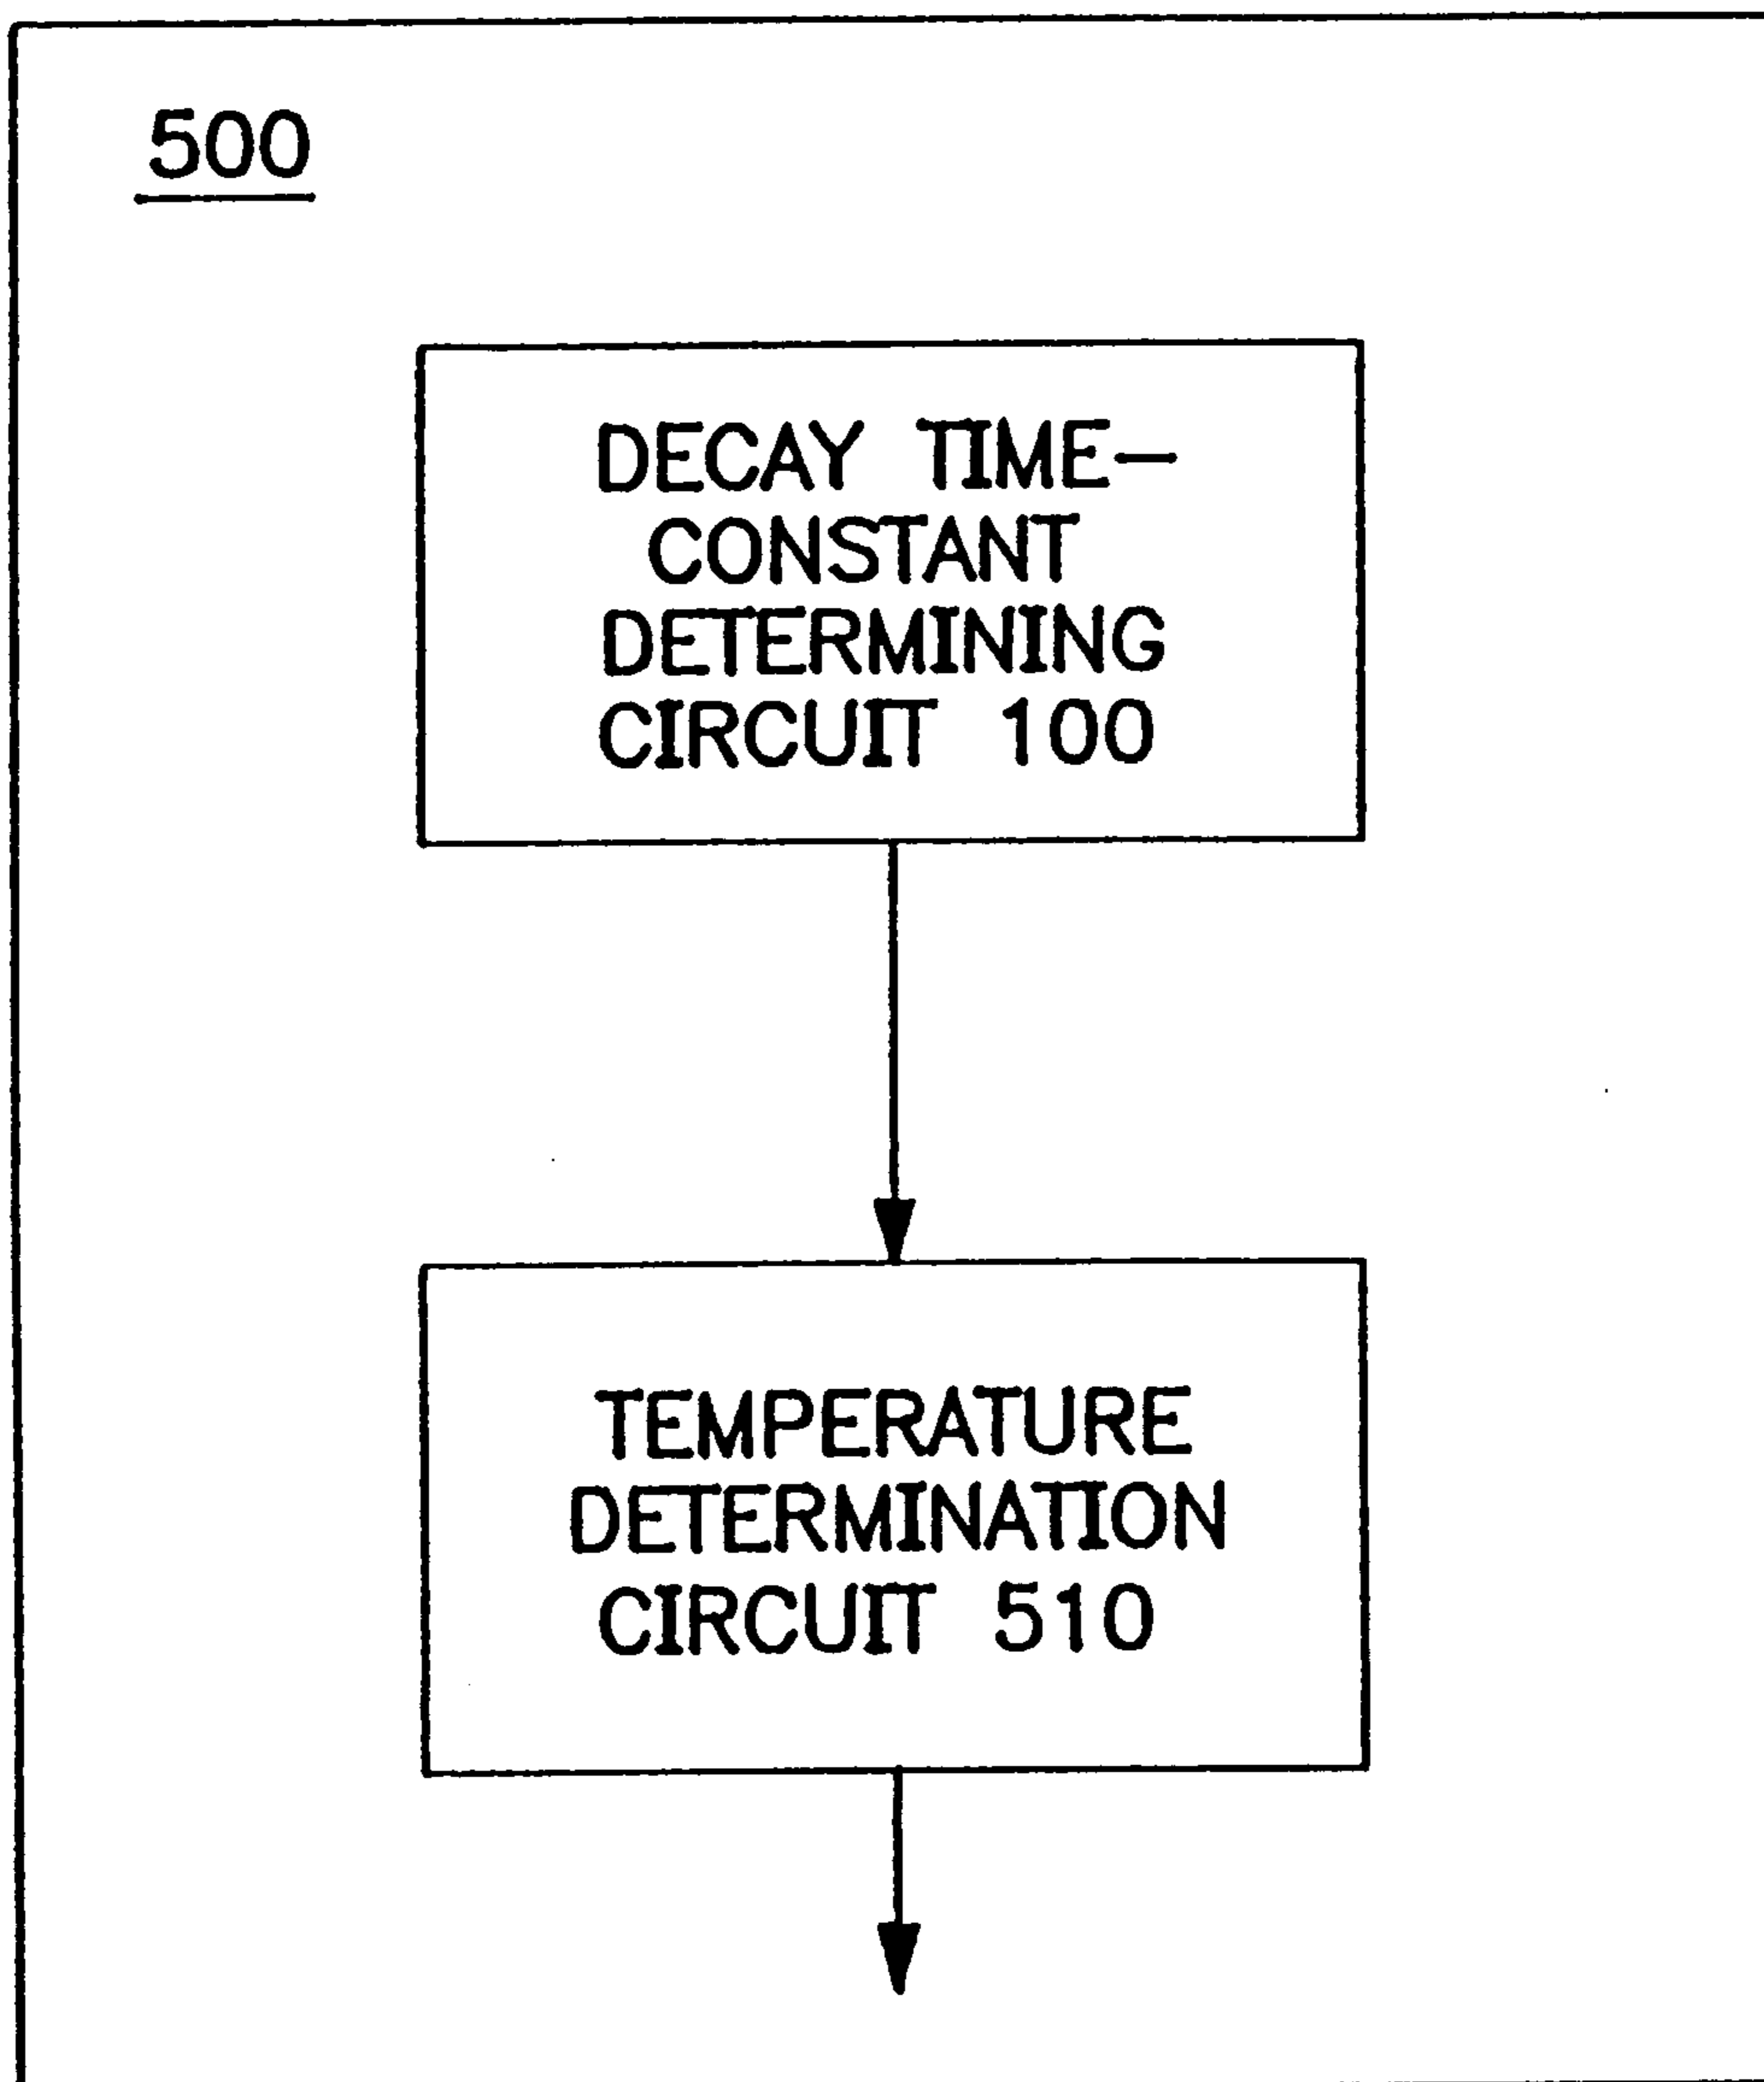 500
DECAY TIME-
CONSTANT
DETERMINING
CIRCUIT 100
TEMPERATURE
DETERMINATION
CIRCUIT 510